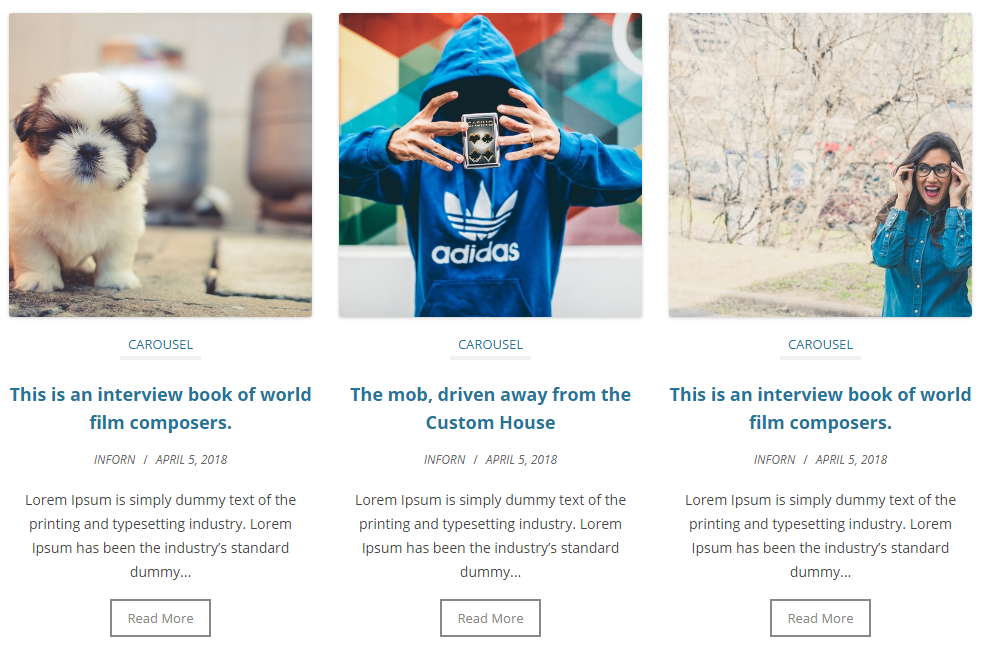 CASINO
adidas
CAROUSEL
This is an interview book of world
film composers.
INFORN / APRIL 5, 2018
Lorem Ipsum is simply dummy text of the
printing and typesetting industry. Lorem
Ipsum has been the industry’s standard
dummy...
Read More
CAROUSEL
The mob, driven away from the
Custom House
INFORN / APRIL 5, 2018
Lorem Ipsum is simply dummy text of the
printing and typesetting industry. Lorem
Ipsum has been the industry’s standard
dummy...
Read More
CAROUSEL
This is an interview book of world
film composers.
INFORN / APRIL 5, 2018
Lorem Ipsum is simply dummy text of the
printing and typesetting industry. Lorem
Ipsum has been the industry’s standard
dummy...
Read More